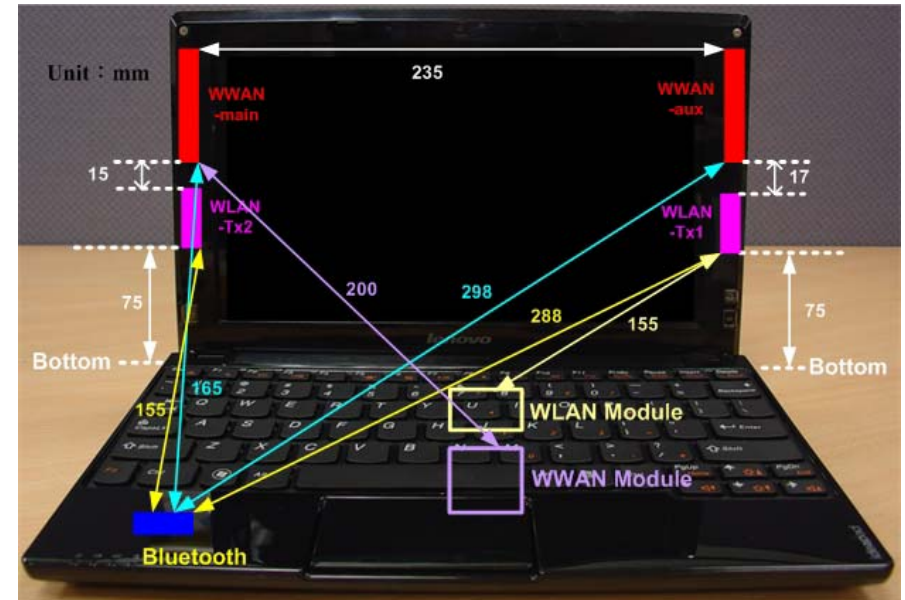 Unit：mm
235
WWAN
-main
WWAN
-aux
15
17
WLAN
-Tx2
WLAN
-Tx1
75
200
298
288
155
75
Bottom
Bottom
lenovo
165
155
WLAN Module
WWAN Module
Bluetooth